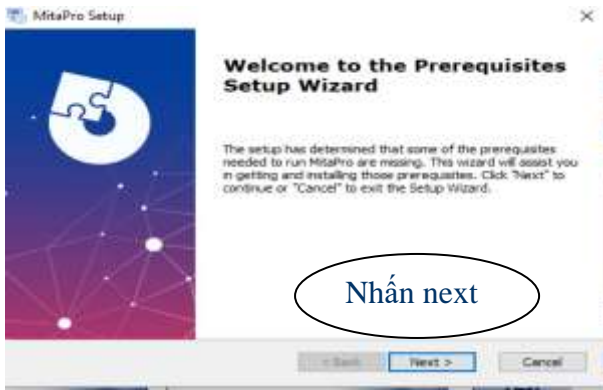 MitaPro Setup
Welcome to the Prerequisites
Setup Wizard
The setup has determined that some of the prerequisites
needed to run MitaPro are missing. This wizard will assist you
in getting and installing those prerequisites. Click "Next" to
continue or "Cancel" to exit the Setup Wizard.
Nhấn next
< Back
Next >
Cancel